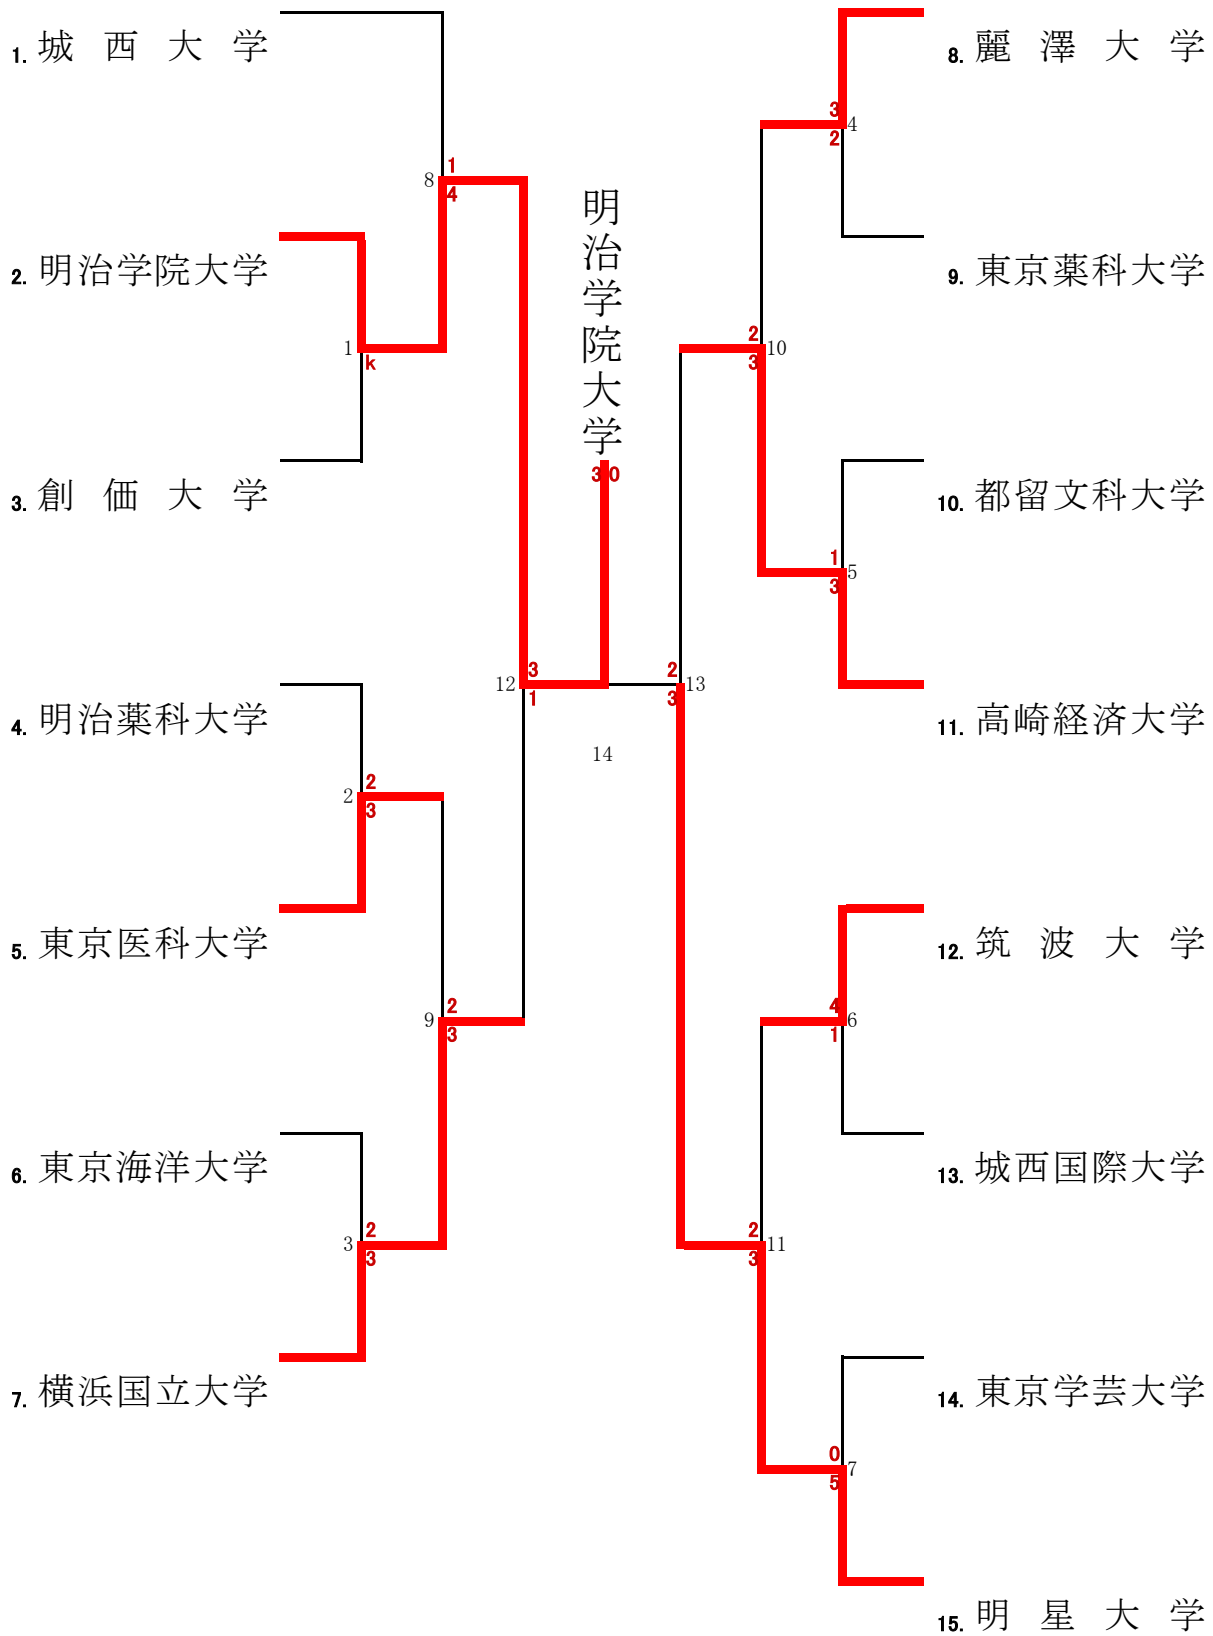 1. 城西大学
8
1
4
2. 明治学院大学
1
k
3. 創価大学
4. 明治薬科大学
2
2
3
5. 東京医科大学
9
2
3
6. 東京海洋大学
3
2
3
7. 横浜国立大学
12
3
1
明治学院大学
3 0
14
2
3
13
8. 麗澤大学
3
2
4
9. 東京薬科大学
2
3
10
10. 都留文科大学
1
3
5
11. 高崎経済大学
12. 筑波大学
4
1
6
13. 城西国際大学
2
3
11
14. 東京学芸大学
0
5
7
15. 明星大学